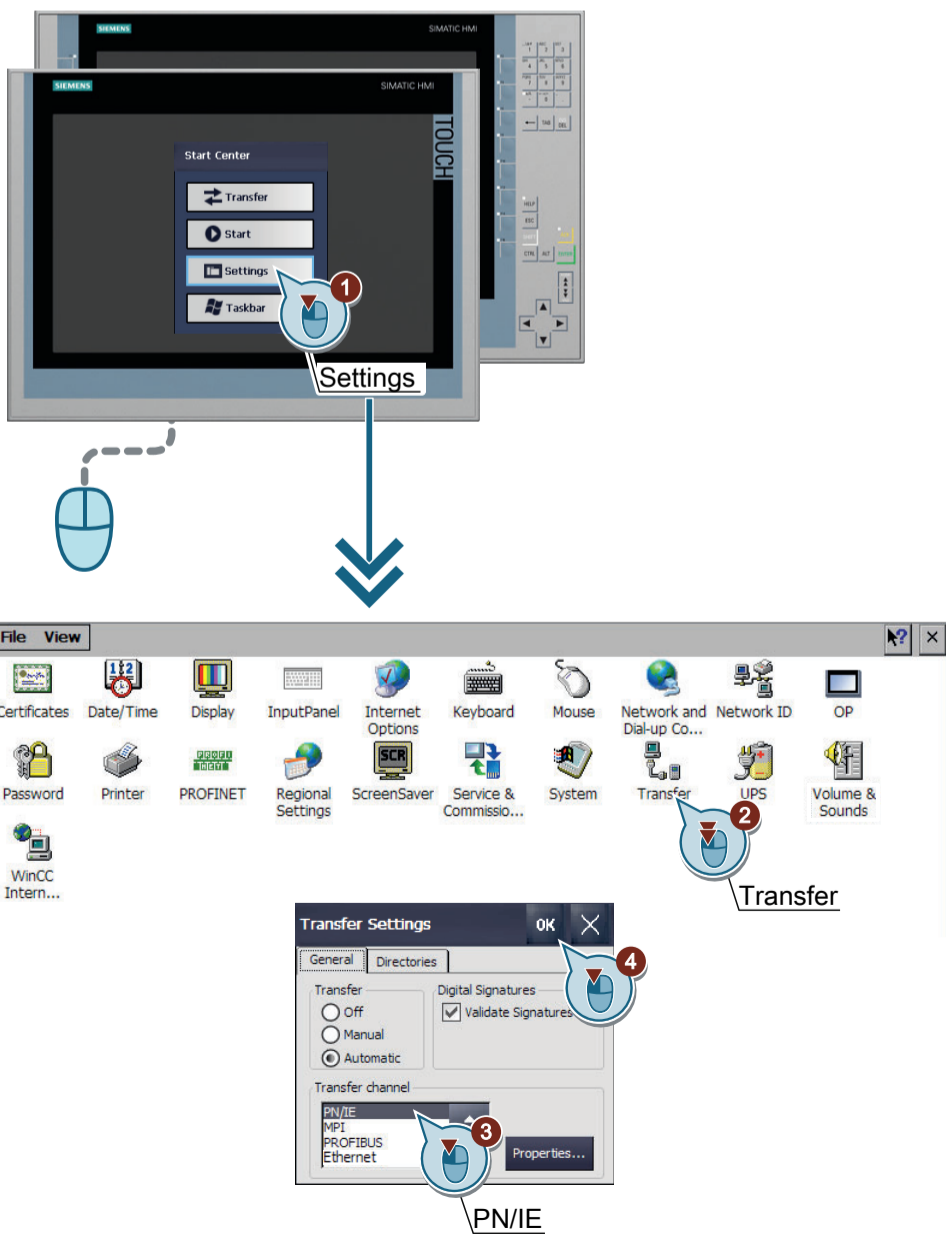 SIEMENS
SIMATIC HMI
SIEMENS
SIMATIC HMI
TOUCH
TAB
HELP
ESC
CTRL
ALT
Start Center
Transfer
Start
Settings
Taskbar
1
Settings
File View
?
Certificates Date/Time Display InputPanel Internet Options Keyboard Mouse Network and Dial-up Co... Network ID OP
Password Printer PROFINET Regional Settings ScreenSaver Service & Commissio... System Transfer UPS Volume & Sounds
WinCC Intern...
2
Transfer
Transfer Settings
OK
General Directories
4
Transfer
Off
Manual
Automatic
Digital Signatures
Validate Signatures
Transfer channel
PN/IE
MPI
PROFIBUS
Ethernet
3
Properties...
PN/IE